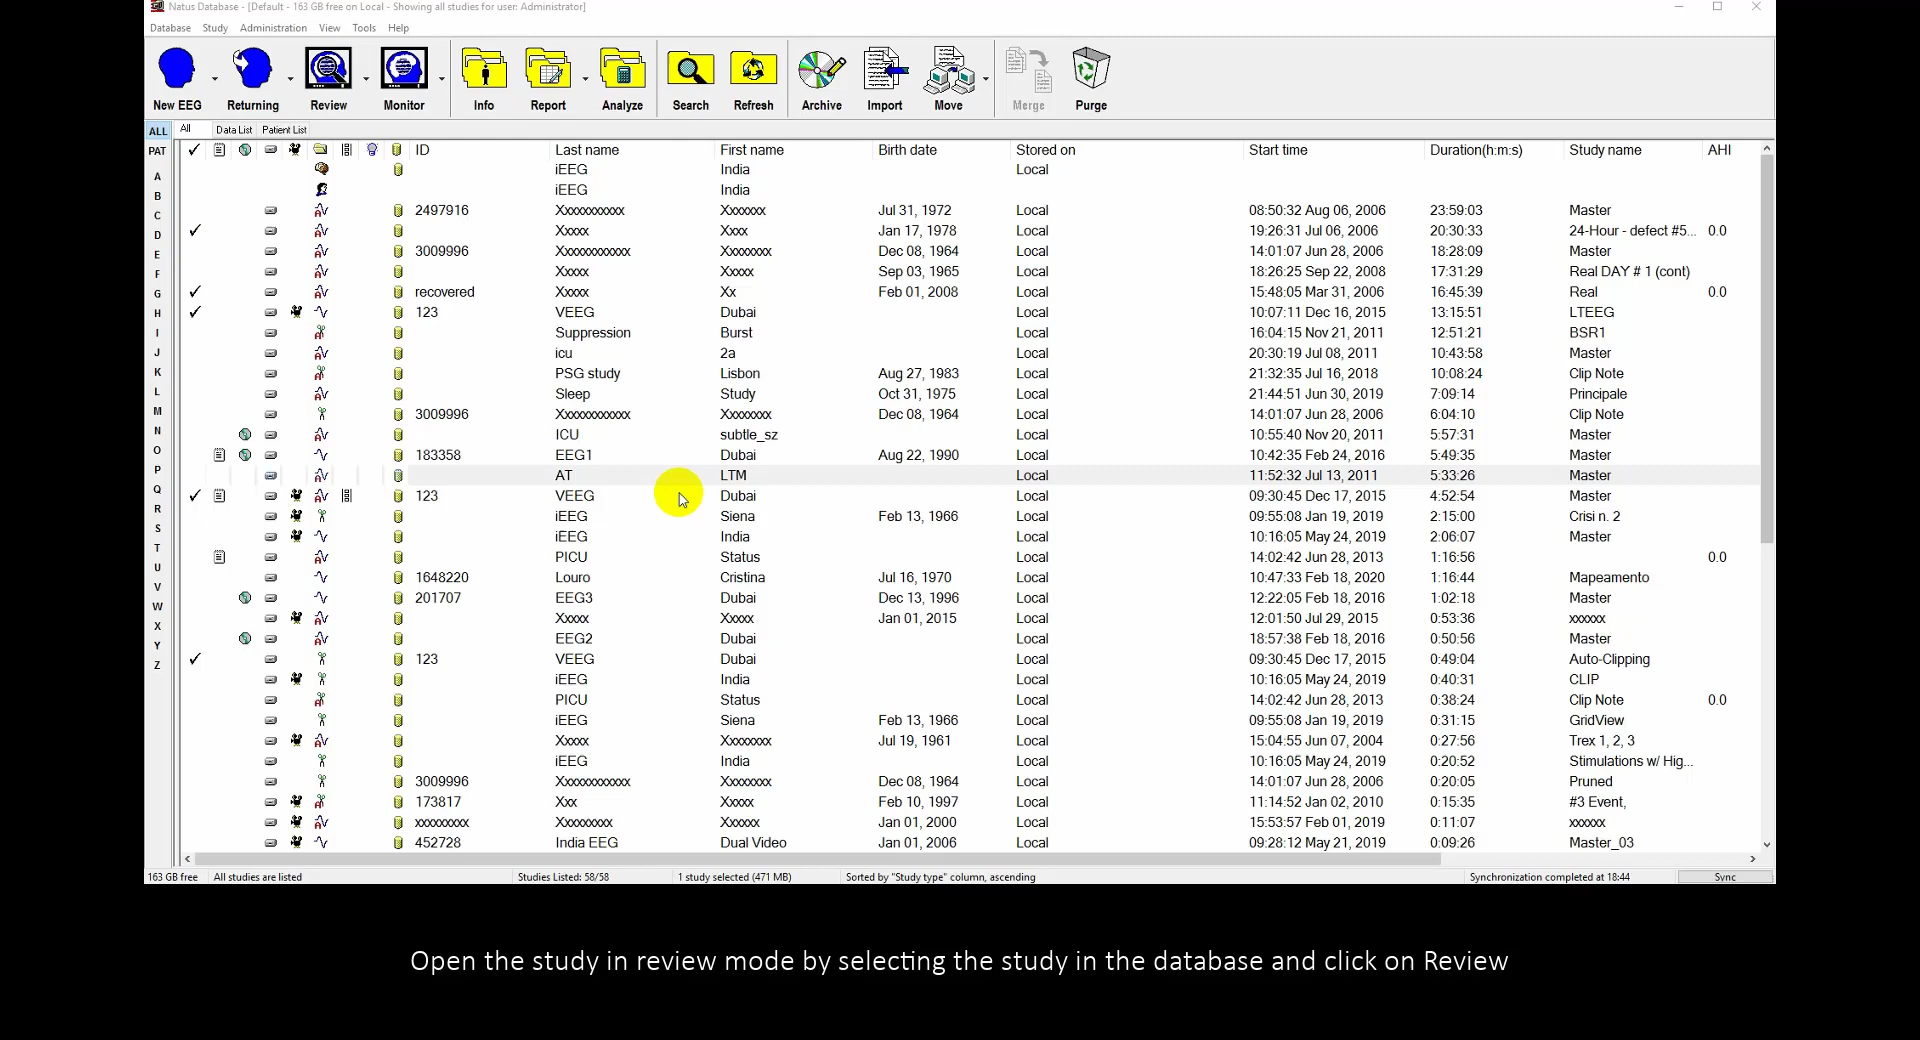 Natus Database - [Default - 163 GB free on Local - Showing all studies for user: Administrator]
Database Study Administration View Tools Help
New EEG Returning Review Monitor Info Report Analyze Search Refresh Archive Import Move Merge Purge
ALL All Data List Patient List
PAT ID Last name First name Birth date Stored on Start time Duration(h:m:s) Study name AHI
iEEG India Local
A iEEG India
B 2497916 Xxxxxxxxxxx Xxxxxxx Jul 31, 1972 Local 08:50:32 Aug 06, 2006 23:59:03 Master
C Xxxxx Xxxx Jan 17, 1978 Local 19:26:31 Jul 06, 2006 20:30:33 24-Hour - defect #5... 0.0
D 3009996 Xxxxxxxxxxxx Xxxxxxxx Dec 08, 1964 Local 14:01:07 Jun 28, 2006 18:28:09 Master
E Xxxxx Xxxxx Sep 03, 1965 Local 18:26:25 Sep 22, 2008 17:31:29 Real DAY # 1 (cont)
F recovered Xxxxx Xx Feb 01, 2008 Local 15:48:05 Mar 31, 2006 16:45:39 Real 0.0
G 123 VEEG Dubai Local 10:07:11 Dec 16, 2015 13:15:51 LTEEG
H Suppression Burst Local 16:04:15 Nov 21, 2011 12:51:21 BSR1
I icu 2a Local 20:30:19 Jul 08, 2011 10:43:58 Master
J PSG study Lisbon Aug 27, 1983 Local 21:32:35 Jul 16, 2018 10:08:24 Clip Note
K Sleep Study Oct 31, 1975 Local 21:44:51 Jun 30, 2019 7:09:14 Principale
L 3009996 Xxxxxxxxxxxx Xxxxxxxx Dec 08, 1964 Local 14:01:07 Jun 28, 2006 6:04:10 Clip Note
M ICU subtle_sz Local 10:55:40 Nov 20, 2011 5:57:31 Master
N 183358 EEG1 Dubai Aug 22, 1990 Local 10:42:35 Feb 24, 2016 5:49:35 Master
O AT LTM Local 11:52:32 Jul 13, 2011 5:33:26 Master
P 123 VEEG Dubai Local 09:30:45 Dec 17, 2015 4:52:54 Master
Q iEEG Siena Feb 13, 1966 Local 09:55:08 Jan 19, 2019 2:15:00 Crisi n. 2
R iEEG India Local 10:16:05 May 24, 2019 2:06:07 Master
S PICU Status Local 14:02:42 Jun 28, 2013 1:16:56 0.0
T 1648220 Louro Cristina Jul 16, 1970 Local 10:47:33 Feb 18, 2020 1:16:44 Mapeamento
U 201707 EEG3 Dubai Dec 13, 1996 Local 12:22:05 Feb 18, 2016 1:02:18 Master
V Xxxxx Xxxxx Jan 01, 2015 Local 12:01:50 Jul 29, 2015 0:53:36 xxxxxx
W EEG2 Dubai Local 18:57:38 Feb 18, 2016 0:50:56 Master
X 123 VEEG Dubai Local 09:30:45 Dec 17, 2015 0:49:04 Auto-Clipping
Y iEEG India Local 10:16:05 May 24, 2019 0:40:31 CLIP
Z PICU Status Local 14:02:42 Jun 28, 2013 0:38:24 Clip Note 0.0
iEEG Siena Feb 13, 1966 Local 09:55:08 Jan 19, 2019 0:31:15 GridView
Xxxxx Xxxxxxxx Jul 19, 1961 Local 15:04:55 Jun 07, 2004 0:27:56 Trex 1, 2, 3
iEEG India Local 10:16:05 May 24, 2019 0:20:52 Stimulations w/ Hig...
3009996 Xxxxxxxxxxxx Xxxxxxxx Dec 08, 1964 Local 14:01:07 Jun 28, 2006 0:20:05 Pruned
173817 Xxx Xxxxx Feb 10, 1997 Local 11:14:52 Jan 02, 2010 0:15:35 #3 Event,
xxxxxxxxx Xxxxxxxxx Xxxxxx Jan 01, 2000 Local 15:53:57 Feb 01, 2019 0:11:07 xxxxxx
452728 India EEG Dual Video Jan 01, 2006 Local 09:28:12 May 21, 2019 0:09:26 Master_03
163 GB free All studies are listed Studies Listed: 58/58 1 study selected (471 MB) Sorted by "Study type" column, ascending Synchronization completed at 18:44 Sync
Open the study in review mode by selecting the study in the database and click on Review